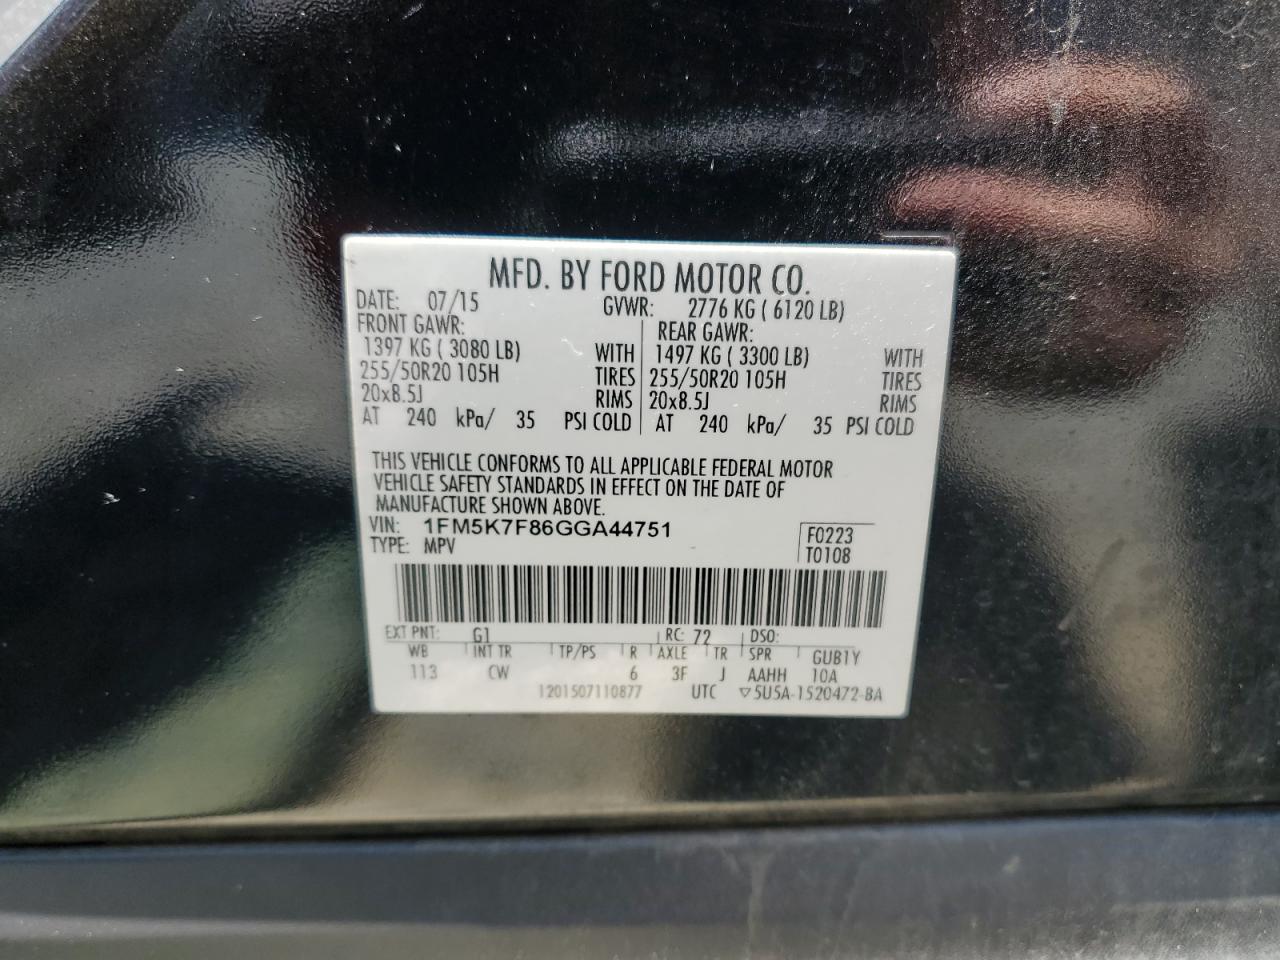 MFD. BY FORD MOTOR CO.
DATE: 07/15 GVWR: 2776 KG ( 6120 LB)
FRONT GAWR: REAR GAWR:
1397 KG ( 3080 LB) WITH 1497 KG ( 3300 LB) WITH
255/50R20 105H TIRES 255/50R20 105H TIRES
20x8.5J RIMS 20x8.5J RIMS
AT 240 kPa/ 35 PSI COLD AT 240 kPa/ 35 PSI COLD
THIS VEHICLE CONFORMS TO ALL APPLICABLE FEDERAL MOTOR
VEHICLE SAFETY STANDARDS IN EFFECT ON THE DATE OF
MANUFACTURE SHOWN ABOVE.
VIN: 1FM5K7F86GGA44751 F0223
TYPE: MPV T0108
EXT PNT: G1 RC: 72 DSO:
WB INT TR TP/PS R AXLE TR SPR GUB1Y
113 CW 6 3F J AAHH 10A
1201507110877 UTC ▽5U5A-1520472-BA